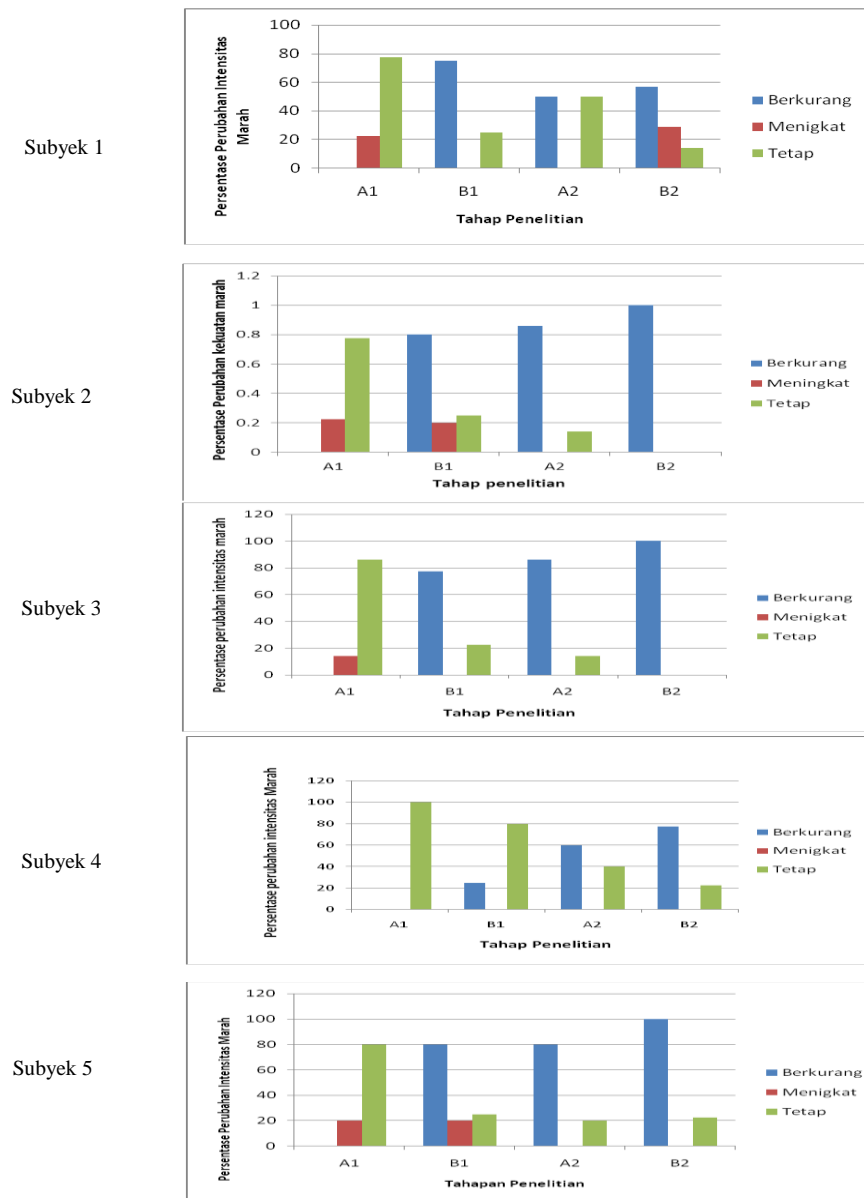 Subyek 1
Persentase Perubahan Intensitas
Marah
100
80
60
40
20
0
A1 B1 A2 B2
Tahap Penelitian
Berkurang
Menigkat
Tetap
Subyek 2
Persentase Perubahan kekuatan marah
1.2
1
0.8
0.6
0.4
0.2
0
A1 B1 A2 B2
Tahap penelitian
Berkurang
Meningkat
Tetap
Subyek 3
Persentase perubahan intensitas marah
120
100
80
60
40
20
0
A1 B1 A2 B2
Tahap Penelitian
Berkurang
Menigkat
Tetap
Subyek 4
Persentase perubahan intensitas Marah
120
100
80
60
40
20
0
A1 B1 A2 B2
Tahap Penelitian
Berkurang
Menigkat
Tetap
Subyek 5
Persentase Perubahan Intensitas Marah
120
100
80
60
40
20
0
A1 B1 A2 B2
Tahapan Penelitian
Berkurang
Menigkat
Tetap